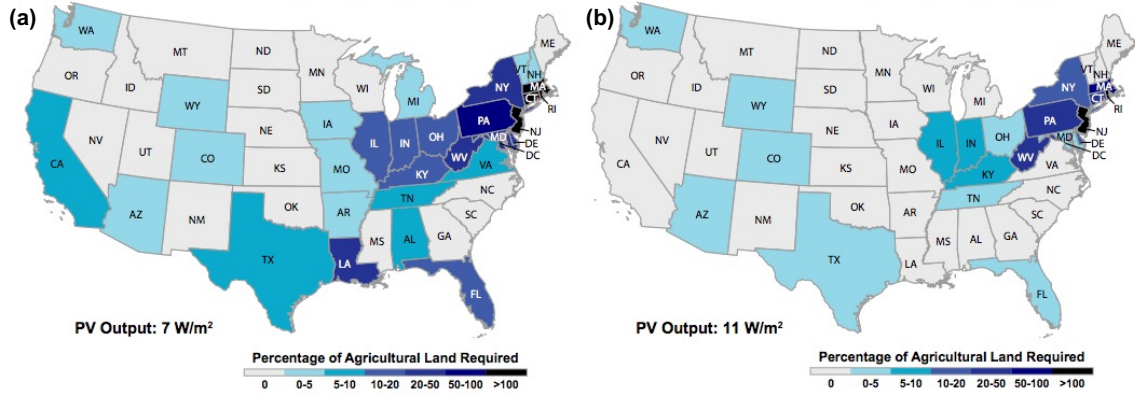 (a)
WA
MT
ND
MN
ME
OR
ID
WY
SD
WI
MI
NY
VT
NH
MA
CT
RI
NV
UT
CO
NE
IA
IL
IN
OH
PA
NJ
DE
DC
MD
CA
AZ
NM
KS
MO
KY
WV
VA
OK
AR
TN
NC
SC
TX
LA
MS
AL
GA
FL
PV Output: 7 W/m²
Percentage of Agricultural Land Required
0 0-5 5-10 10-20 20-50 50-100 >100
(b)
WA
MT
ND
MN
ME
OR
ID
WY
SD
WI
MI
NY
VT
NH
MA
CT
RI
NV
UT
CO
NE
IA
IL
IN
OH
PA
NJ
DE
DC
MD
CA
AZ
NM
KS
MO
KY
WV
VA
OK
AR
TN
NC
SC
TX
LA
MS
AL
GA
FL
PV Output: 11 W/m²
Percentage of Agricultural Land Required
0 0-5 5-10 10-20 20-50 50-100 >100